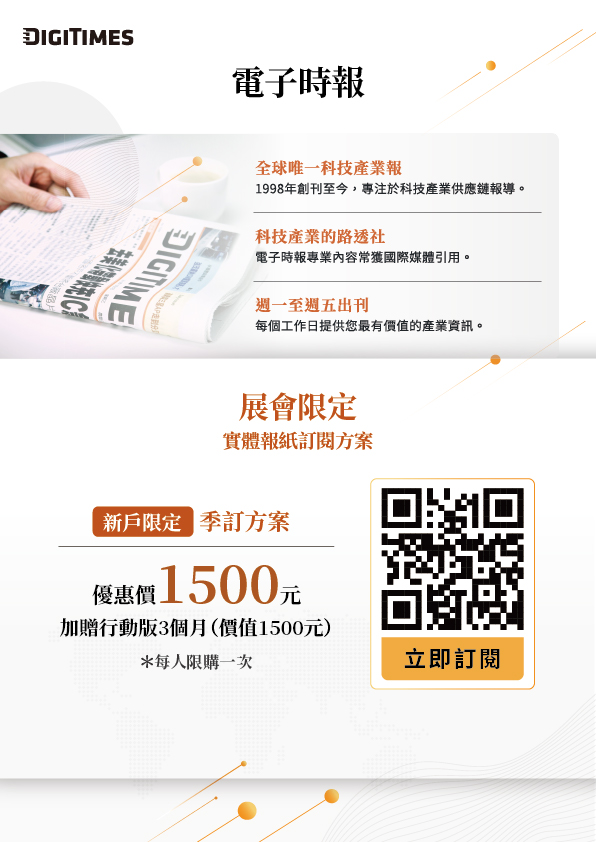 DIGITIMES
電子時報
全球唯一科技產業報
1998年創刊至今，專注於科技產業供應鏈報導。
科技產業的路透社
電子時報專業內容常獲國際媒體引用。
週一至週五出刊
每個工作日提供您最有價值的產業資訊。
DIGITIME
展會限定
實體報紙訂閱方案
新戶限定 季訂方案
優惠價1500元
加贈行動版3個月（價值1500元）
＊每人限購一次
立即訂閱